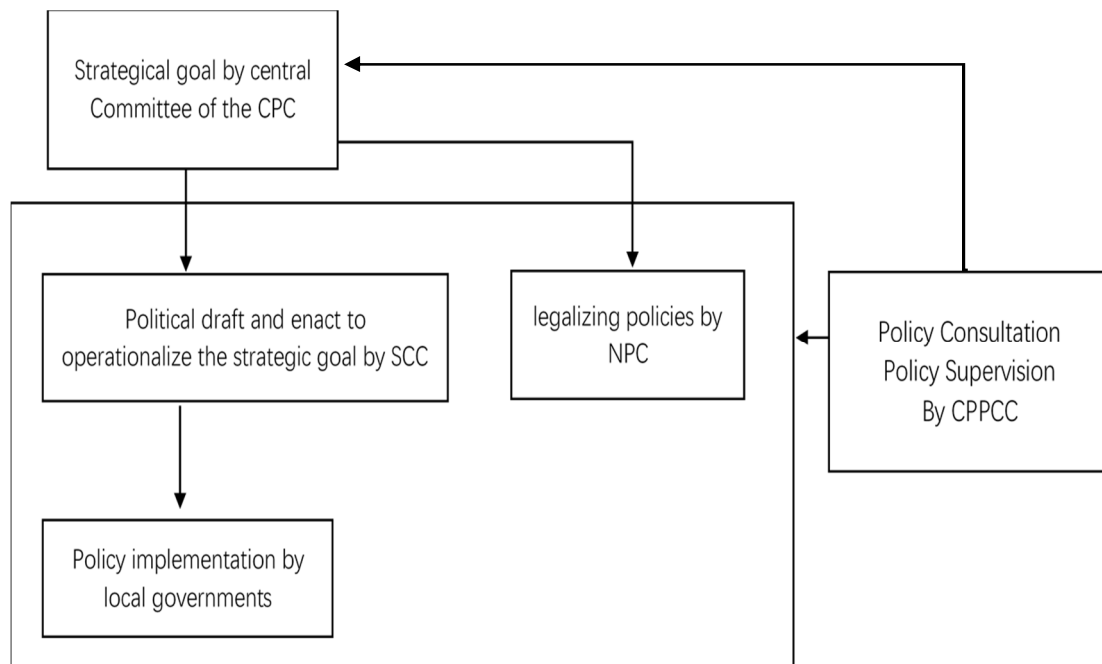 Strategical goal by central
Committee of the CPC
Political draft and enact to
operationalize the strategic goal by SCC
legalizing policies by
NPC
Policy Consultation
Policy Supervision
By CPPCC
Policy implementation by
local governments